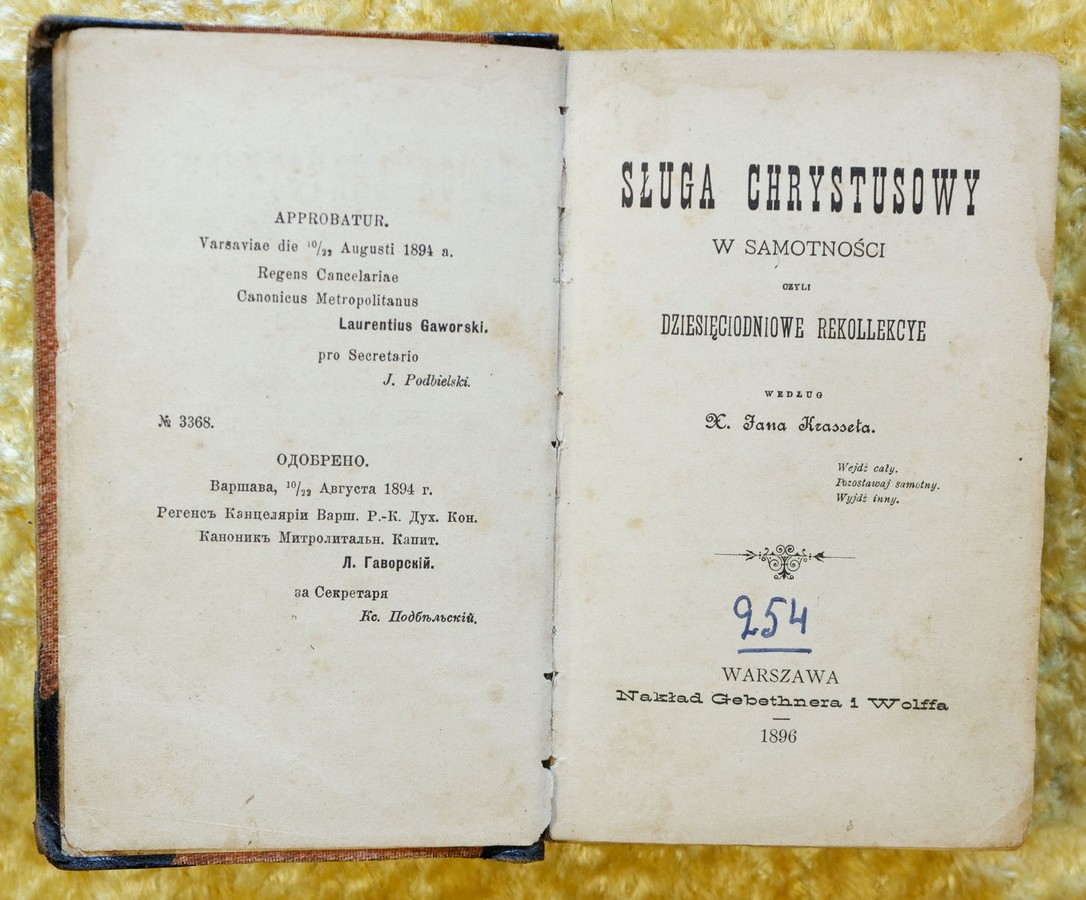 APPROBATUR.
Varsaviae die 10/22 Augusti 1894 a.
Regens Cancelariae
Canonicus Metropolitanus
Laurentius Gaworski.
pro Secretario
J. Podbielski.
№ 3368.
ОДОБРЕНО.
Варшава, 10/22 Августа 1894 г.
Регенсъ Канцеляріи Варш. Р.-К. Дух. Кон.
Каноникъ Митролитальн. Капит.
Л. Гаворскій.
за Секретаря
Кс. Подбѣльскій.
SŁUGA CHRYSTUSOWY
W SAMOTNOŚCI
CZYLI
DZIESIĘCIODNIOWE REKOLLEKCYE
WEDŁUG
X. Jana Krasseta.
Wejdź cały.
Pozostawaj samotny.
Wyjdź inny.
254
WARSZAWA
Nakład Gebethnera i Wolffa
1896